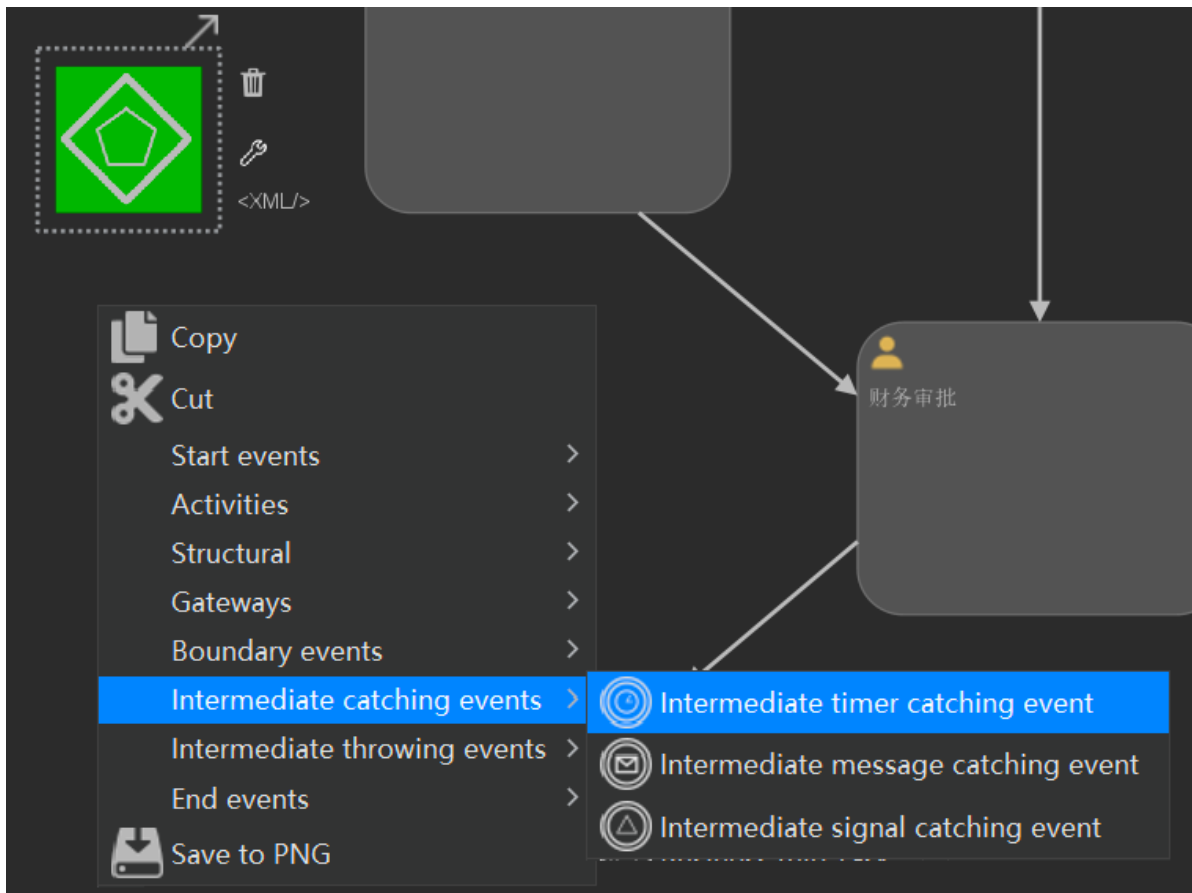 <XML/>
Copy
Cut
财务审批
Start events
Activities
Structural
Gateways
Boundary events
Intermediate catching events
Intermediate timer catching event
Intermediate throwing events
Intermediate message catching event
End events
Intermediate signal catching event
Save to PNG